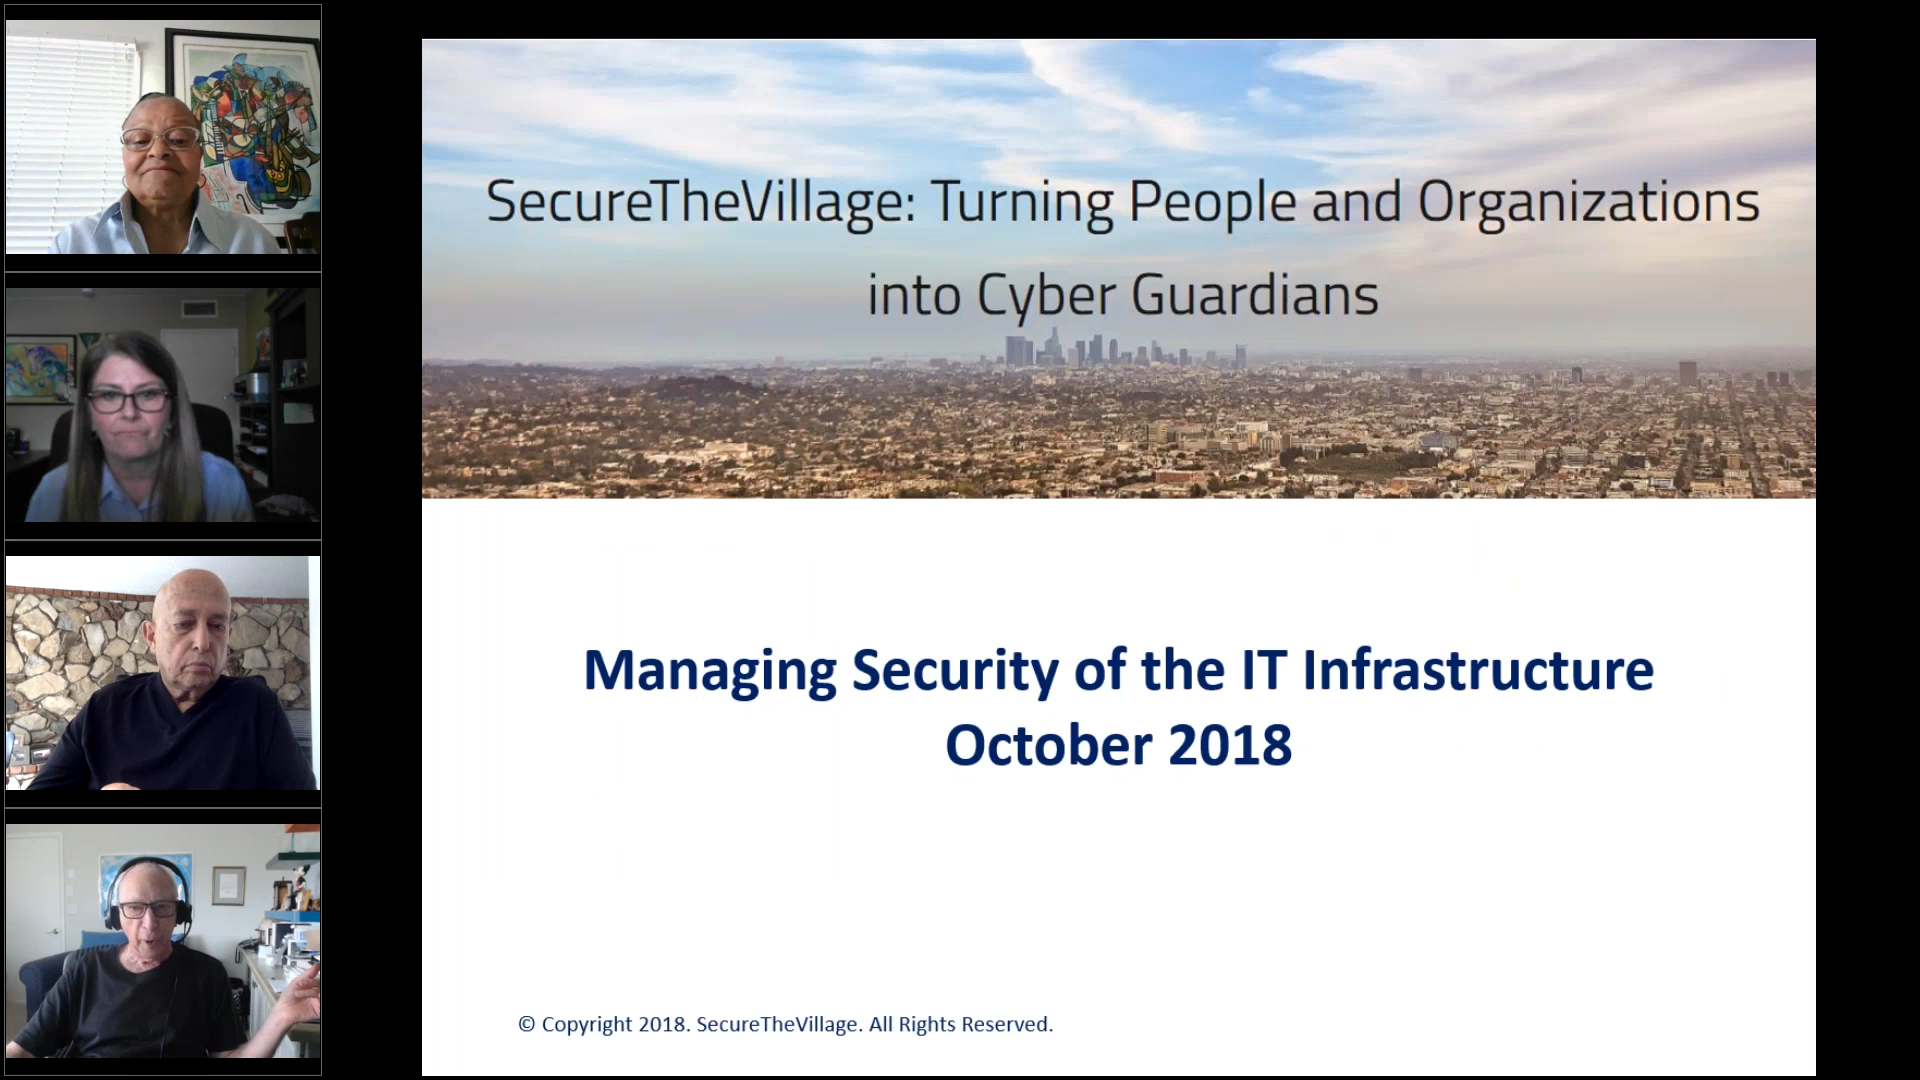 SecureTheVillage: Turning People and Organizations
into Cyber Guardians
Managing Security of the IT Infrastructure
October 2018
© Copyright 2018. SecureTheVillage. All Rights Reserved.